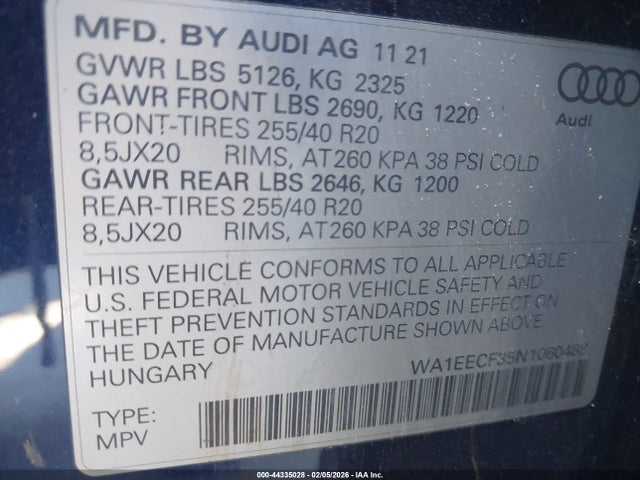 MFD. BY AUDI AG 11 21
GVWR LBS 5126, KG 2325
GAWR FRONT LBS 2690, KG 1220
FRONT-TIRES 255/40 R20
8,5JX20 RIMS, AT260 KPA 38 PSI COLD
GAWR REAR LBS 2646, KG 1200
REAR-TIRES 255/40 R20
8,5JX20 RIMS, AT260 KPA 38 PSI COLD
Audi
THIS VEHICLE CONFORMS TO ALL APPLICABLE
U.S. FEDERAL MOTOR VEHICLE SAFETY AND
THEFT PREVENTION STANDARDS IN EFFECT ON
THE DATE OF MANUFACTURE SHOWN ABOVE.
HUNGARY
WA1EECF35N1060488
TYPE:
MPV
000-44335028 - 02/05/2026 - IAA Inc.